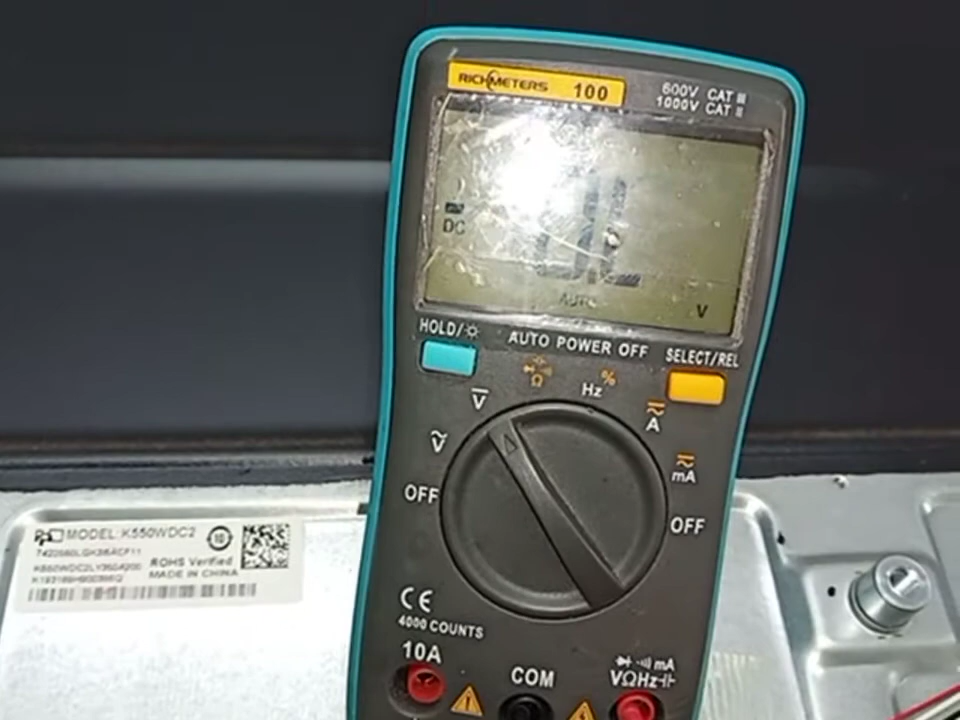 RICHMETERS 100
600V CAT III
1000V CAT II
DC
AUTO
V
HOLD/
AUTO POWER OFF
SELECT/REL
Ω
Hz %
V
A
V
mA
OFF
OFF
MODEL:K550WDC2
10
ROHS Verified
MADE IN CHINA
CE
4000 COUNTS
10A
COM
mA
VΩHz